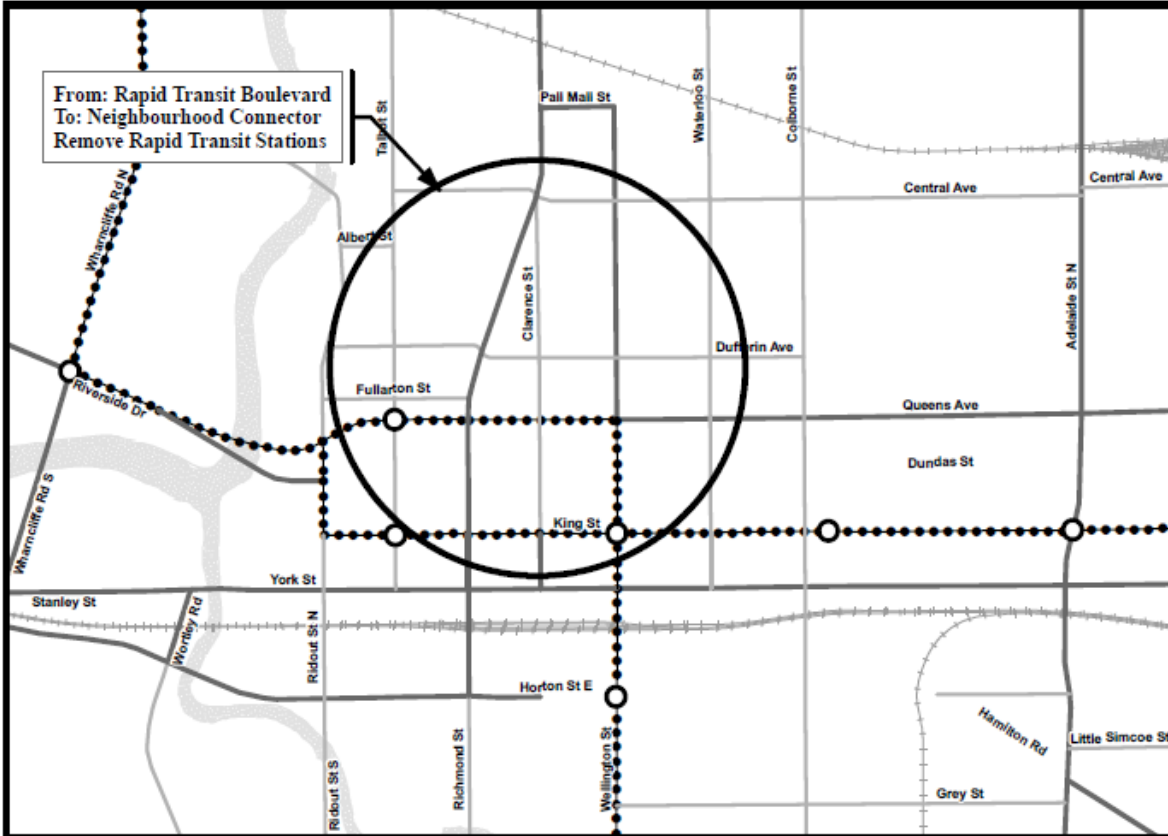 From: Rapid Transit Boulevard
To: Neighbourhood Connector
Remove Rapid Transit Stations
Talbot St
Pall Mall St
Waterloo St
Colborne St
Wharncliffe Rd N
Central Ave
Central Ave
Albert St
Clarence St
Adelaide St N
Dufferin Ave
Riverside Dr
Fullarton St
Queens Ave
Dundas St
Wharncliffe Rd S
King St
York St
Stanley St
Wortley Rd
Ridout St N
Horton St E
Hamilton Rd
Little Simcoe St
Ridout St S
Richmond St
Wellington St
Grey St